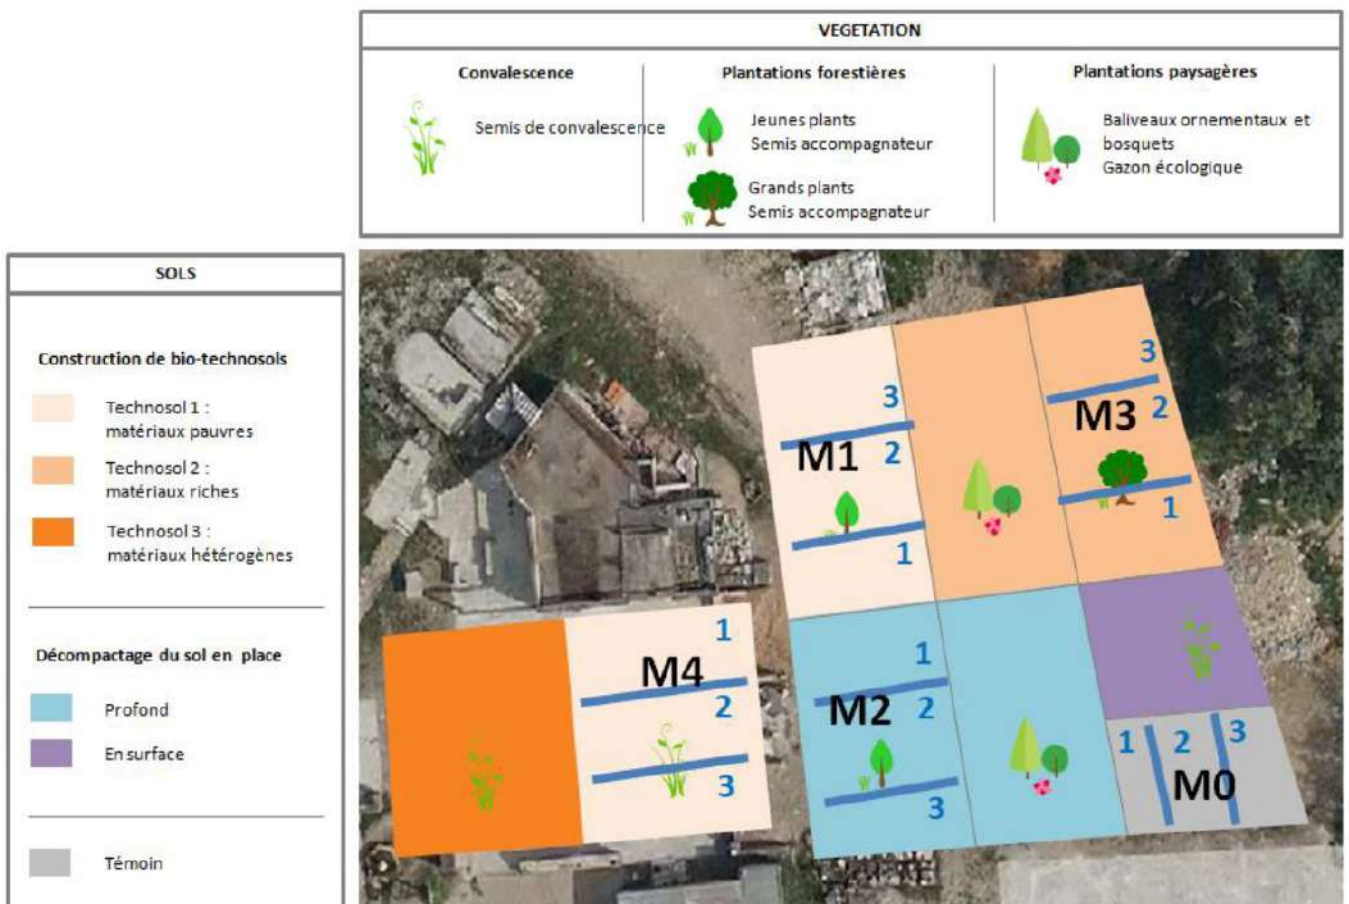 VEGETATION
Convalescence
Semis de convalescence
Plantations forestières
Jeunes plants
Semis accompagnateur
Grands plants
Semis accompagnateur
Plantations paysagères
Baliveaux ornementaux et
bosquets
Gazon écologique
SOLS
Construction de bio-technosols
Technosol 1 :
matériaux pauvres
Technosol 2 :
matériaux riches
Technosol 3 :
matériaux hétérogènes
Décompactage du sol en place
Profond
En surface
Témoin
3
M1
2
1
3
M3
2
1
1
M4
2
3
1
M2
2
3
1
2
3
M0